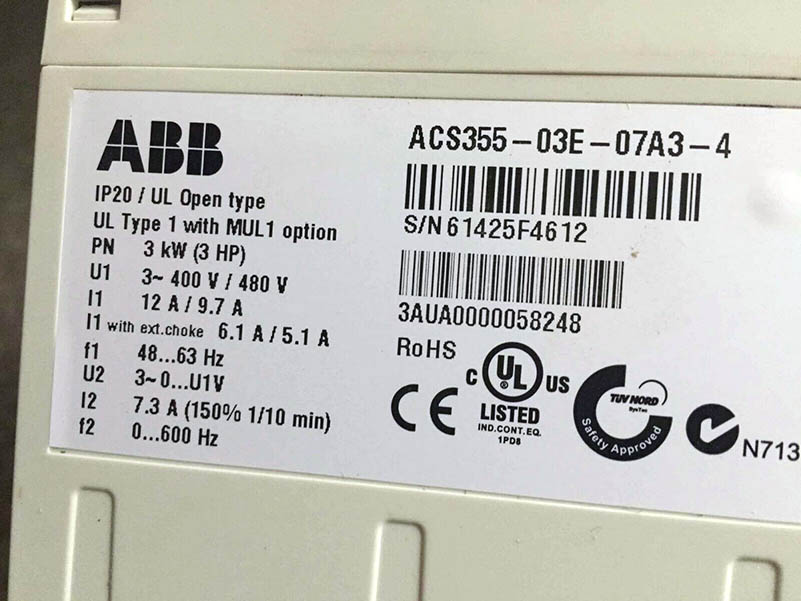 ABB
IP20 / UL Open type
UL Type 1 with MUL1 option
PN 3 kW (3 HP)
U1 3~ 400 V / 480 V
I1 12 A / 9.7 A
I1 with ext.choke 6.1 A / 5.1 A
f1 48...63 Hz
U2 3~0...U1V
I2 7.3 A (150% 1/10 min)
f2 0...600 Hz
ACS355-03E-07A3-4
S/N 61425F4612
3AUA0000058248
RoHS
CE
C UL ® US
LISTED
IND.CONT.EQ.
1PD8
TUV NORD
SysTec
Safety Approved
N713